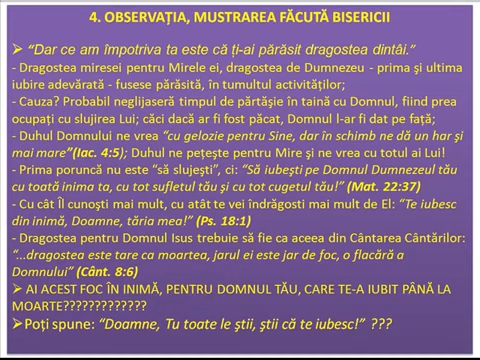 4. OBSERVAȚIA, MUSTRAREA FĂCUTĂ BISERICII
➢ “Dar ce am împotriva ta este că ți-ai părăsit dragostea dintâi.”
- Dragostea miresei pentru Mirele ei, dragostea de Dumnezeu - prima și ultima
iubire adevărată - fusese părăsită, în tumultul activităților;
- Cauza? Probabil neglijaseră timpul de părtășie în taină cu Domnul, fiind prea
ocupați cu slujirea Lui; căci dacă ar fi fost păcat, Domnul l-ar fi dat pe față;
- Duhul Domnului ne vrea “cu gelozie pentru Sine, dar în schimb ne dă un har și
mai mare”(Iac. 4:5); Duhul ne pețește pentru Mire și ne vrea cu totul ai Lui!
- Prima poruncă nu este “să slujești”, ci: “Să iubești pe Domnul Dumnezeul tău
cu toată inima ta, cu tot sufletul tău și cu tot cugetul tău!” (Mat. 22:37)
- Cu cât Îl cunoști mai mult, cu atât te vei îndrăgosti mai mult de El: “Te iubesc
din inimă, Doamne, tăria mea!” (Ps. 18:1)
- Dragostea pentru Domnul Isus trebuie să fie ca aceea din Cântarea Cântărilor:
“...dragostea este tare ca moartea, jarul ei este jar de foc, o flacără a
Domnului” (Cânt. 8:6)
➢ AI ACEST FOC ÎN INIMĂ, PENTRU DOMNUL TĂU, CARE TE-A IUBIT PÂNĂ LA
MOARTE?????????????
➢Poți spune: “Doamne, Tu toate le știi, știi că te iubesc!” ???